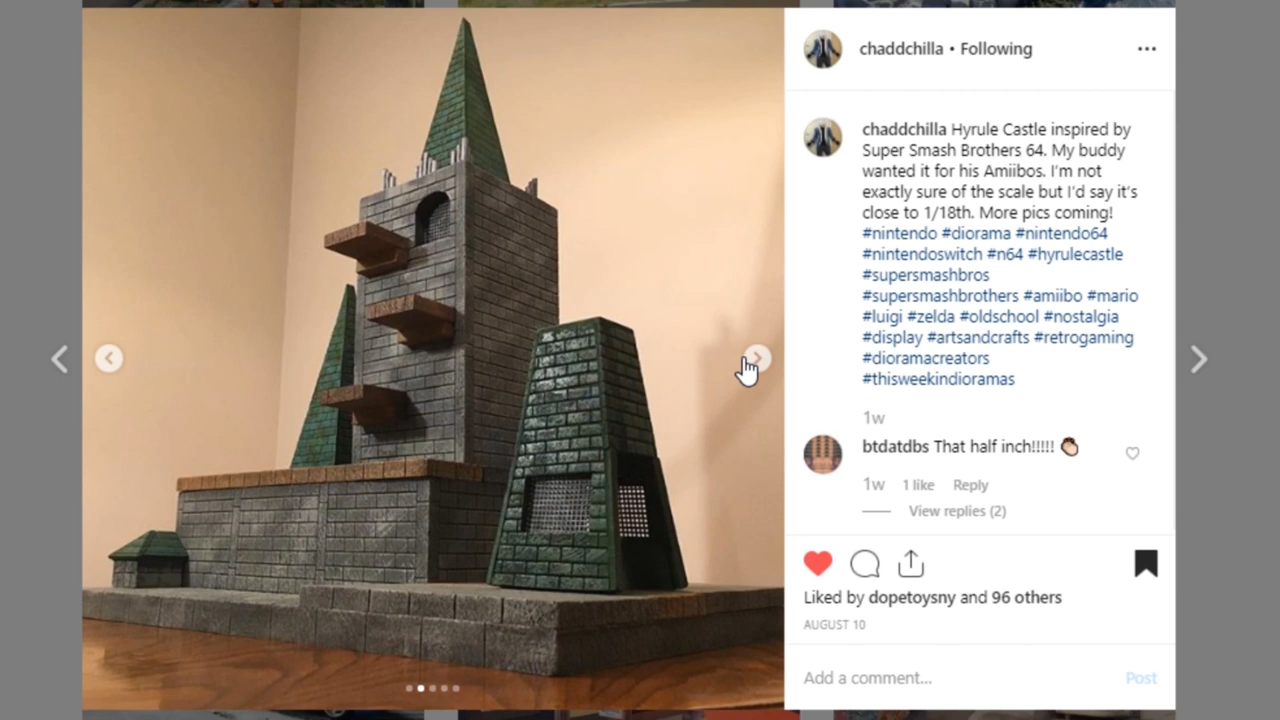 chaddchilla • Following
chaddchilla Hyrule Castle inspired by
Super Smash Brothers 64. My buddy
wanted it for his Amiibos. I'm not
exactly sure of the scale but I'd say it's
close to 1/18th. More pics coming!
#nintendo #diorama #nintendo64
#nintendoswitch #n64 #hyrulecastle
#supersmashbros
#supersmashbrothers #amiibo #mario
#luigi #zelda #oldschool #nostalgia
#display #artsandcrafts #retrogaming
#dioramacreators
#thisweekindioramas
1w
btdatdbs That half inch!!!!! 👏🏻
1w 1 like Reply
View replies (2)
Liked by dopetoysny and 96 others
AUGUST 10
Add a comment... Post